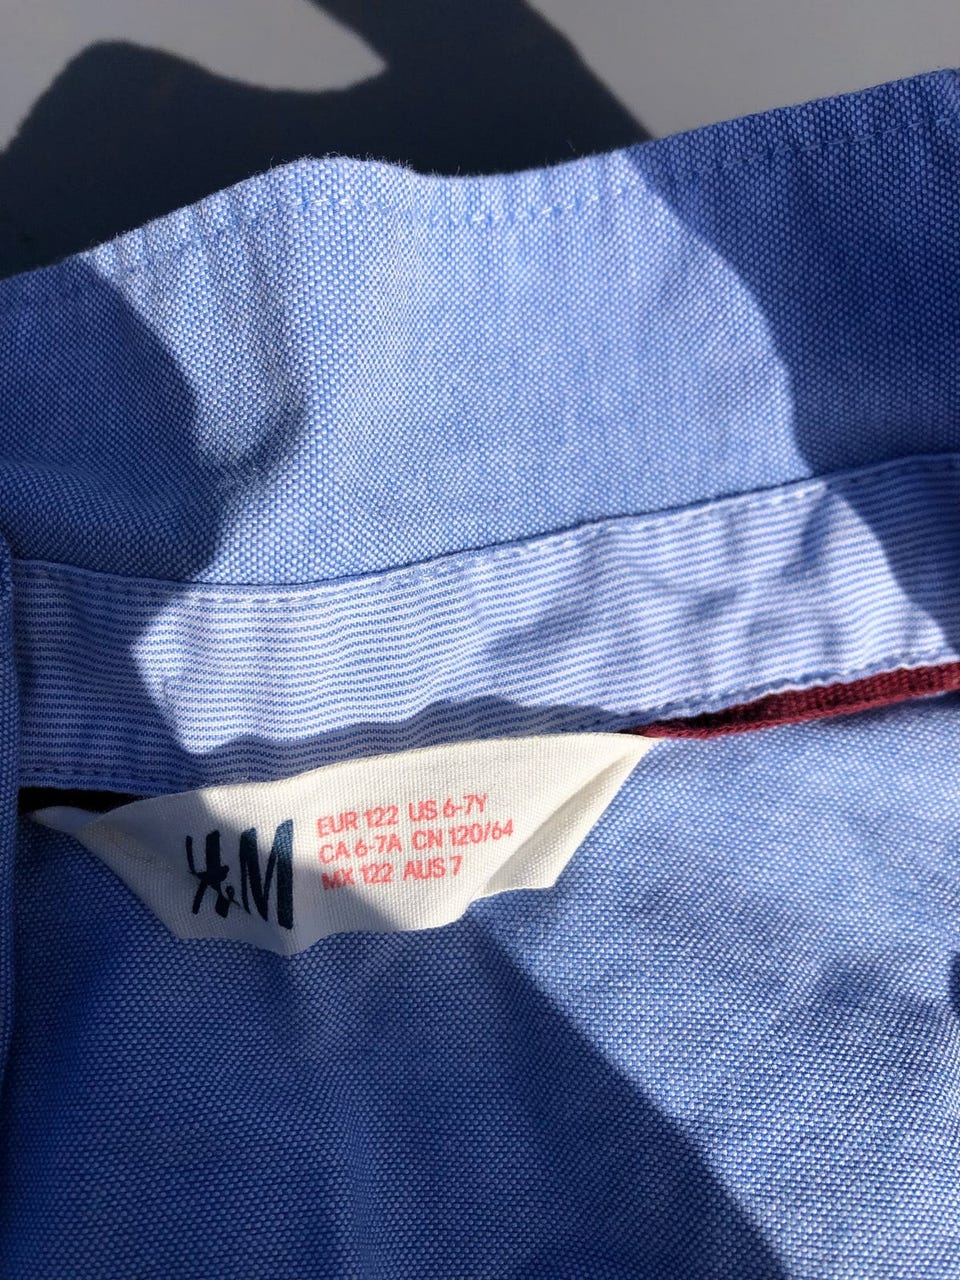 H&M
EUR 122 US 6-7Y
CA 6-7A CN 120/64
MX 122 AUS 7